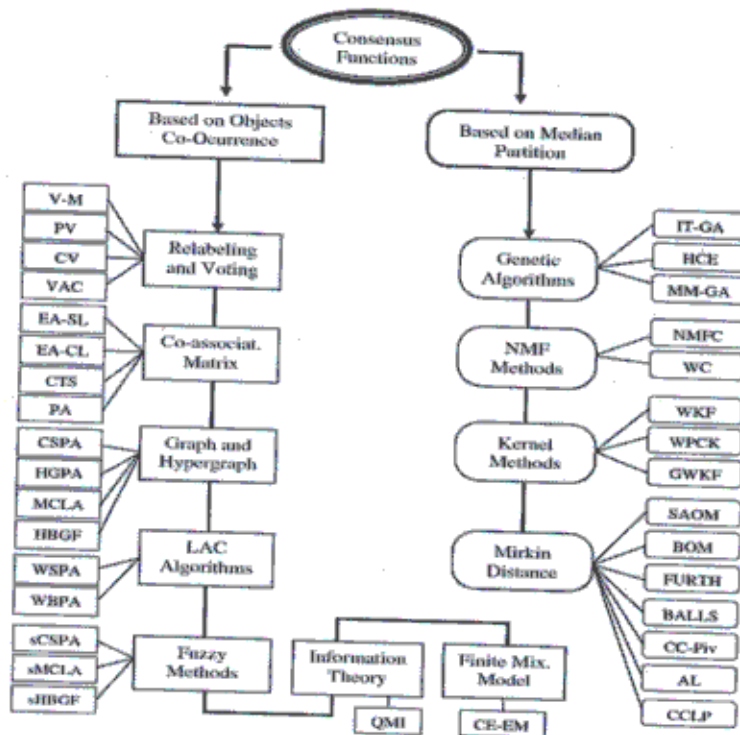 Consensus
Functions
Based on Objects
Co-Ocurrence
Based on Median
Partition
V-M
PV
CV
VAC
Relabeling
and Voting
EA-SL
EA-CL
CTS
PA
Co-associat.
Matrix
CSPA
HGPA
MCLA
HBGF
Graph and
Hypergraph
WSPA
WBPA
LAC
Algorithms
sCSPA
sMCLA
sHBGF
Fuzzy
Methods
Information
Theory
QMI
Finite Mix.
Model
CE-EM
Genetic
Algorithms
IT-GA
HCE
MM-GA
NMF
Methods
NMFC
WC
Kernel
Methods
WKF
WPCK
GWKF
Mirkin
Distance
SAOM
BOM
FURTH
BALLS
CC-Piv
AL
CCLP